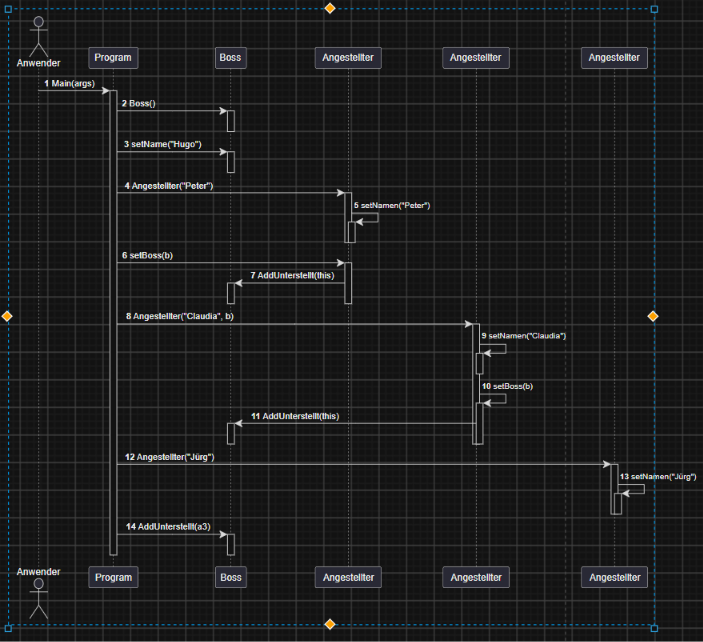 Anwender
Program
Boss
Angestellter
Angestellter
Angestellter
1 Main(args)
2 Boss()
3 setName("Hugo")
4 Angestellter("Peter")
5 setNamen("Peter")
6 setBoss(b)
7 AddUnterstellt(this)
8 Angestellter("Claudia", b)
9 setNamen("Claudia")
10 setBoss(b)
11 AddUnterstellt(this)
12 Angestellter("Jürg")
13 setNamen("Jürg")
14 AddUnterstellt(a3)
Anwender
Program
Boss
Angestellter
Angestellter
Angestellter